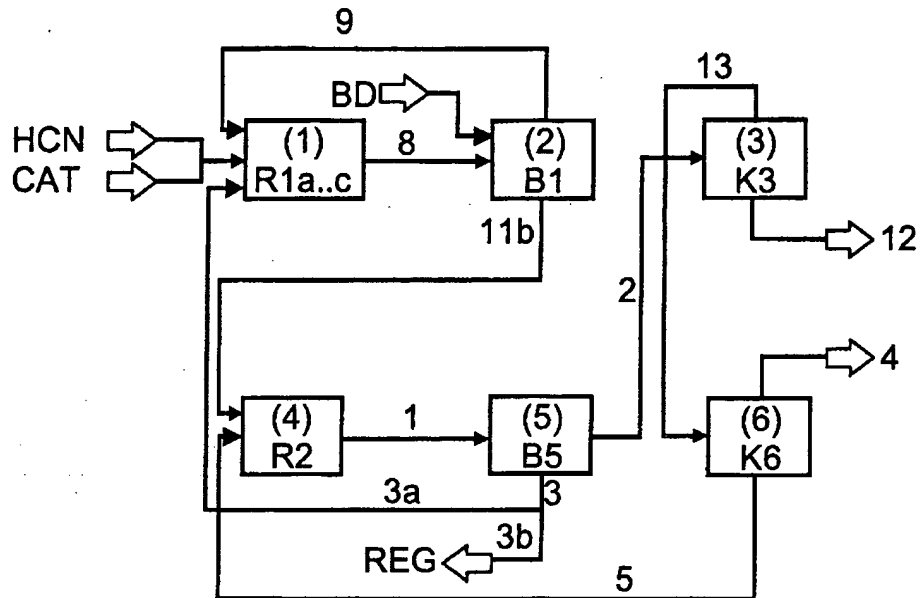 9
13
BD
HCN
(1)
8
(2)
(3)
CAT
R1a..c
B1
K3
11b
12
2
4
(4)
1
(5)
(6)
R2
B5
K6
3a
3
3b
REG
5